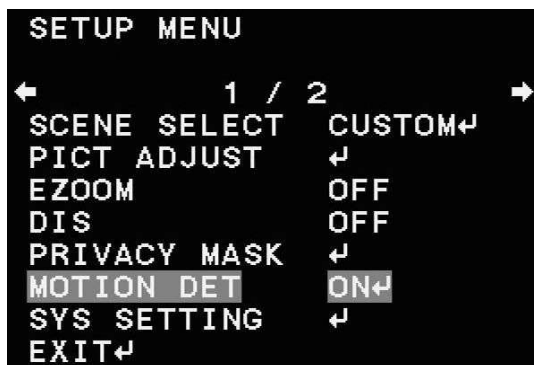 SETUP MENU
← 1 / 2 →
SCENE SELECT CUSTOM↵
PICT ADJUST ↵
EZOOM OFF
DIS OFF
PRIVACY MASK ↵
MOTION DET ON↵
SYS SETTING ↵
EXIT↵